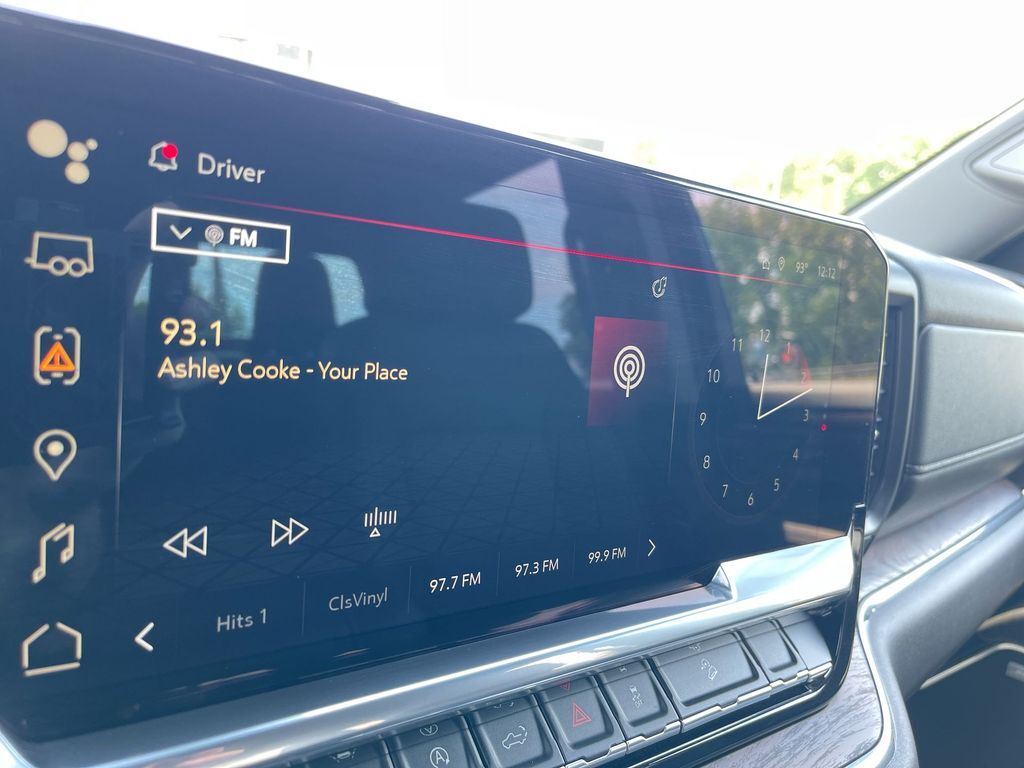 Driver
FM
93° 12:12
93.1
Ashley Cooke - Your Place
12
1
2
3
4
5
6
7
8
9
10
11
Hits 1
ClsVinyl
97.7 FM
97.3 FM
99.9 FM
A